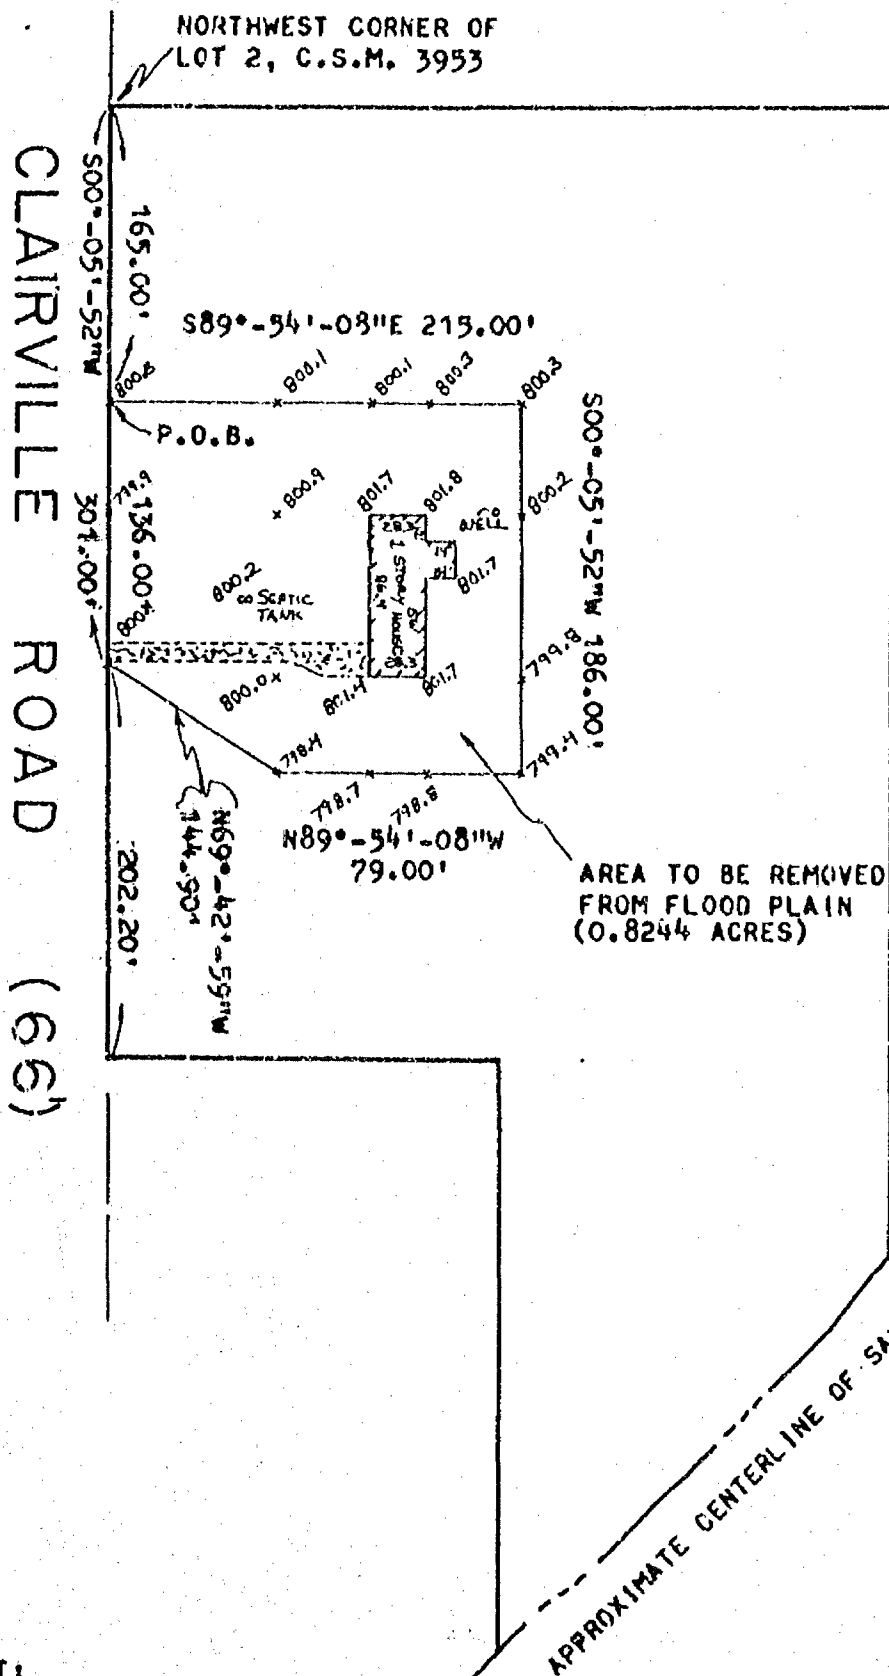 NORTHWEST CORNER OF
LOT 2, C.S.M. 3953
CLAIRVILLE ROAD (66')
S00°-05'-52"W
165.00'
S89°-54'-08"E 215.00'
800.8
800.1
800.1
800.3
800.3
P.O.B.
S00°-05'-52"W 186.00'
799.9
136.00'
301.00'
800.9
801.7
801.8
WELL
800.2
28.3
14
1 STORY HOUSE
801.7
800.2
SEPTIC
TANK
799.8
800.0
801.4
801.7
798.4
798.7
798.8
799.4
N89°-54'-08"W
79.00'
N69°-42'-59"W
144.90'
202.20'
AREA TO BE REMOVED
FROM FLOOD PLAIN
(0.8244 ACRES)
APPROXIMATE CENTERLINE OF SA